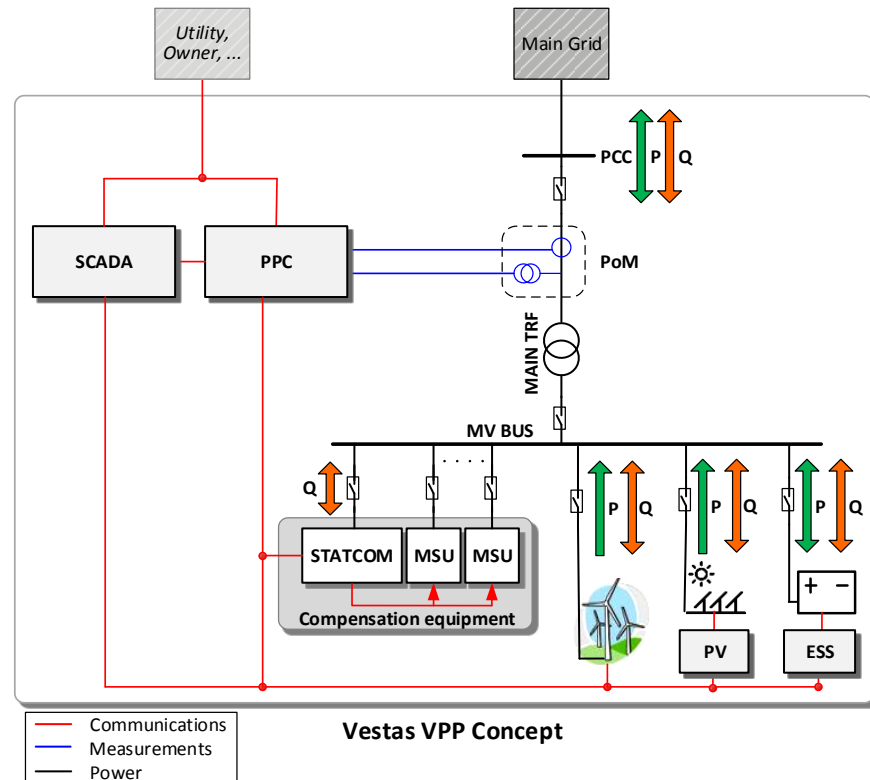 Utility,
Owner, ...
Main Grid
PCC
P
Q
SCADA
PPC
PoM
MAIN TRF
MV BUS
. . . .
Q
P
Q
P
Q
P
Q
STATCOM
MSU
MSU
+ −
Compensation equipment
PV
ESS
Vestas VPP Concept
Communications
Measurements
Power